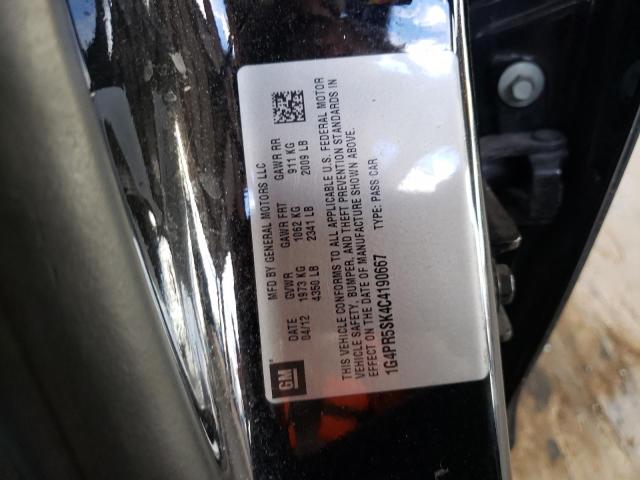 GM
MFD BY GENERAL MOTORS LLC
DATE GVWR GAWR FRT GAWR RR
04/12 1973 KG 1062 KG 911 KG
4350 LB 2341 LB 2009 LB
THIS VEHICLE CONFORMS TO ALL APPLICABLE U.S. FEDERAL MOTOR
VEHICLE SAFETY, BUMPER, AND THEFT PREVENTION STANDARDS IN
EFFECT ON THE DATE OF MANUFACTURE SHOWN ABOVE.
1G4PR5SK4C4190667 TYPE: PASS CAR